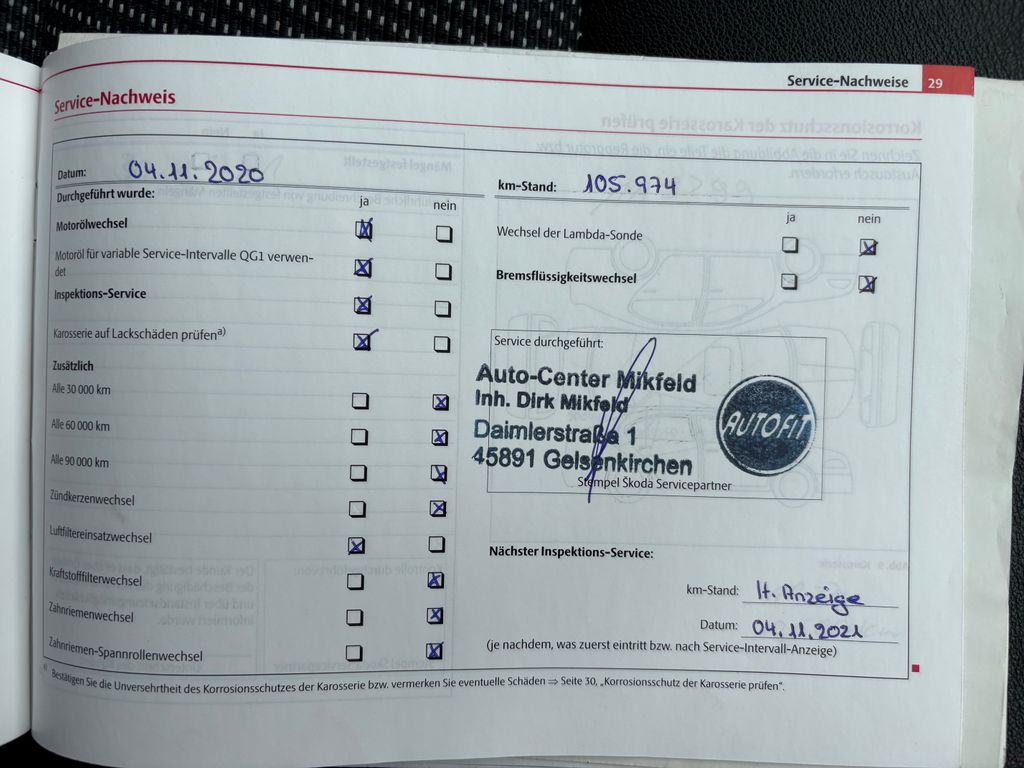 Service-Nachweise 29
Service-Nachweis
Datum: 04.11.2020
km-Stand: 105.974
Durchgeführt wurde:
ja nein
Motorölwechsel
Motoröl für variable Service-Intervalle QG1 verwen-
det
Inspektions-Service
Karosserie auf Lackschäden prüfen a)
Zusätzlich
Alle 30 000 km
Alle 60 000 km
Alle 90 000 km
Zündkerzenwechsel
Luftfiltereinsatzwechsel
Kraftstofffilterwechsel
Zahnriemenwechsel
Zahnriemen-Spannrollenwechsel
ja nein
Wechsel der Lambda-Sonde
Bremsflüssigkeitswechsel
Service durchgeführt:
Auto-Center Mikfeld
Inh. Dirk Mikfeld
Daimlerstraße 1
45891 Gelsenkirchen
AUTOFIT
Stempel Škoda Servicepartner
Nächster Inspektions-Service:
km-Stand: lt. Anzeige
Datum: 04.11.2021
(je nachdem, was zuerst eintritt bzw. nach Service-Intervall-Anzeige)
a) Bestätigen Sie die Unversehrtheit des Korrosionsschutzes der Karosserie bzw. vermerken Sie eventuelle Schäden ⇒ Seite 30, „Korrosionsschutz der Karosserie prüfen“.